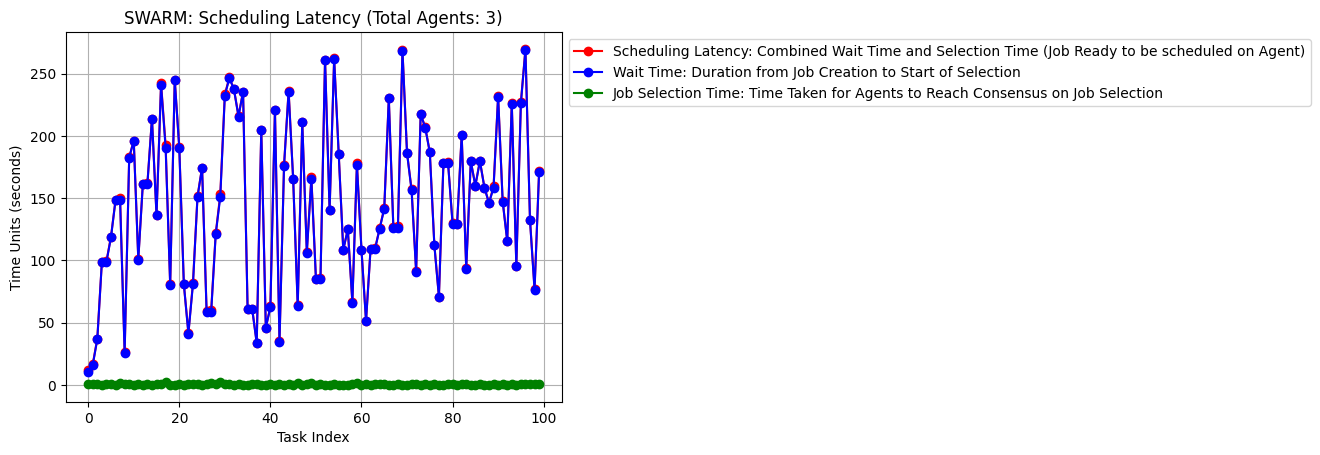 SWARM: Scheduling Latency (Total Agents: 3)
Scheduling Latency: Combined Wait Time and Selection Time (Job Ready to be scheduled on Agent)
Wait Time: Duration from Job Creation to Start of Selection
Job Selection Time: Time Taken for Agents to Reach Consensus on Job Selection
Time Units (seconds)
250
200
150
100
50
0
0 20 40 60 80 100
Task Index